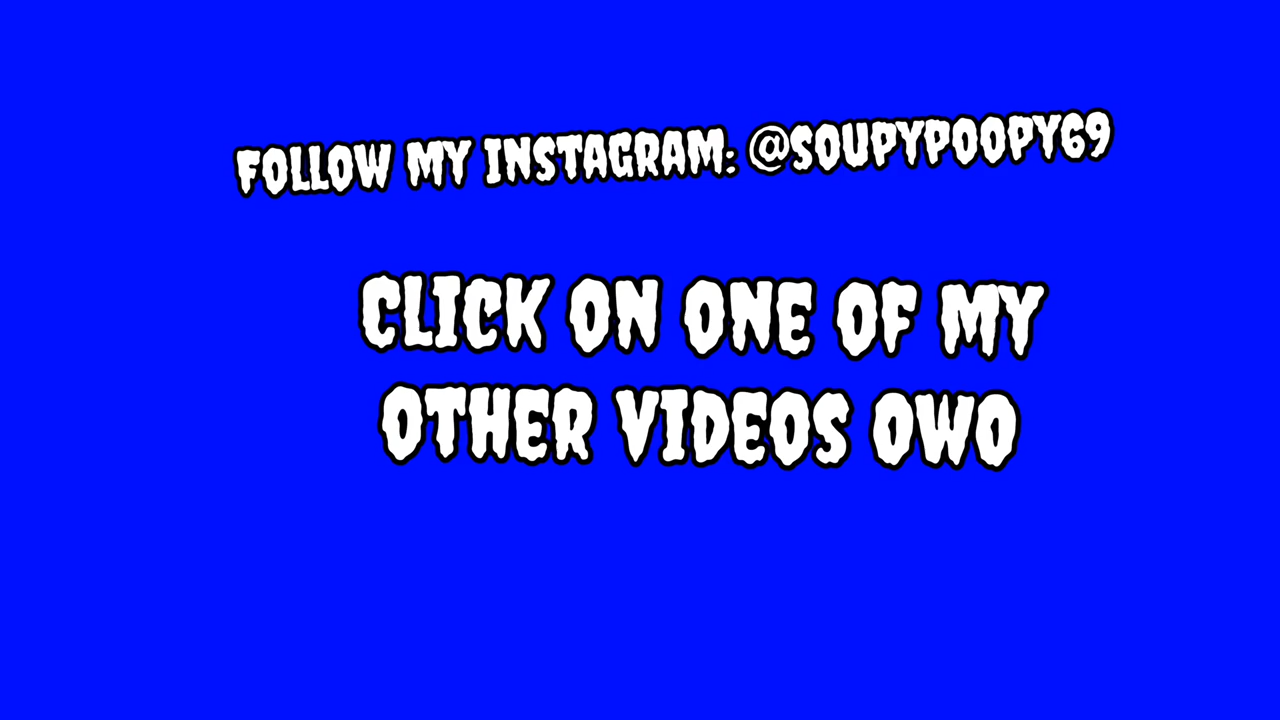 FOLLOW MY INSTAGRAM: @SOUPYPOOPY69
CLICK ON ONE OF MY
OTHER VIDEOS OWO